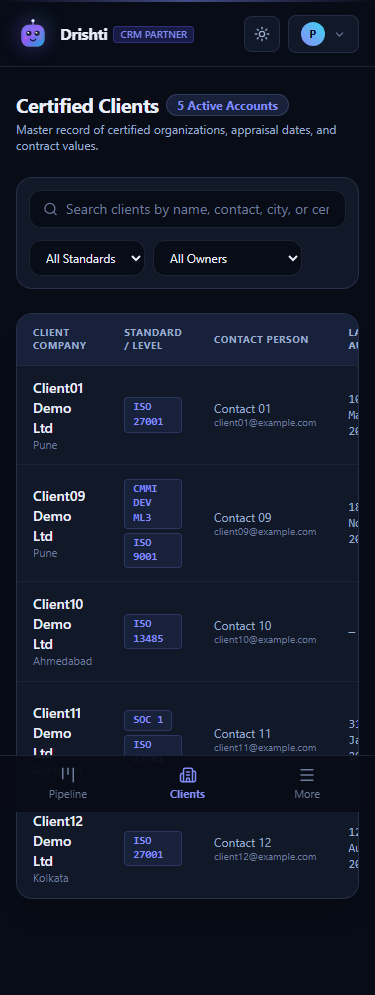 Drishti CRM PARTNER P
Certified Clients 5 Active Accounts
Master record of certified organizations, appraisal dates, and
contract values.
Search clients by name, contact, city, or cer
All Standards All Owners
CLIENT COMPANY STANDARD / LEVEL CONTACT PERSON
Client01 Demo Ltd
Pune
ISO 27001
Contact 01
client01@example.com
Client09 Demo Ltd
Pune
CMMI DEV ML3
ISO 9001
Contact 09
client09@example.com
Client10 Demo Ltd
Ahmedabad
ISO 13485
Contact 10
client10@example.com
–
Client11 Demo Ltd
SOC 1
ISO
Contact 11
client11@example.com
Pipeline Clients More
Client12 Demo Ltd
Kolkata
ISO 27001
Contact 12
client12@example.com